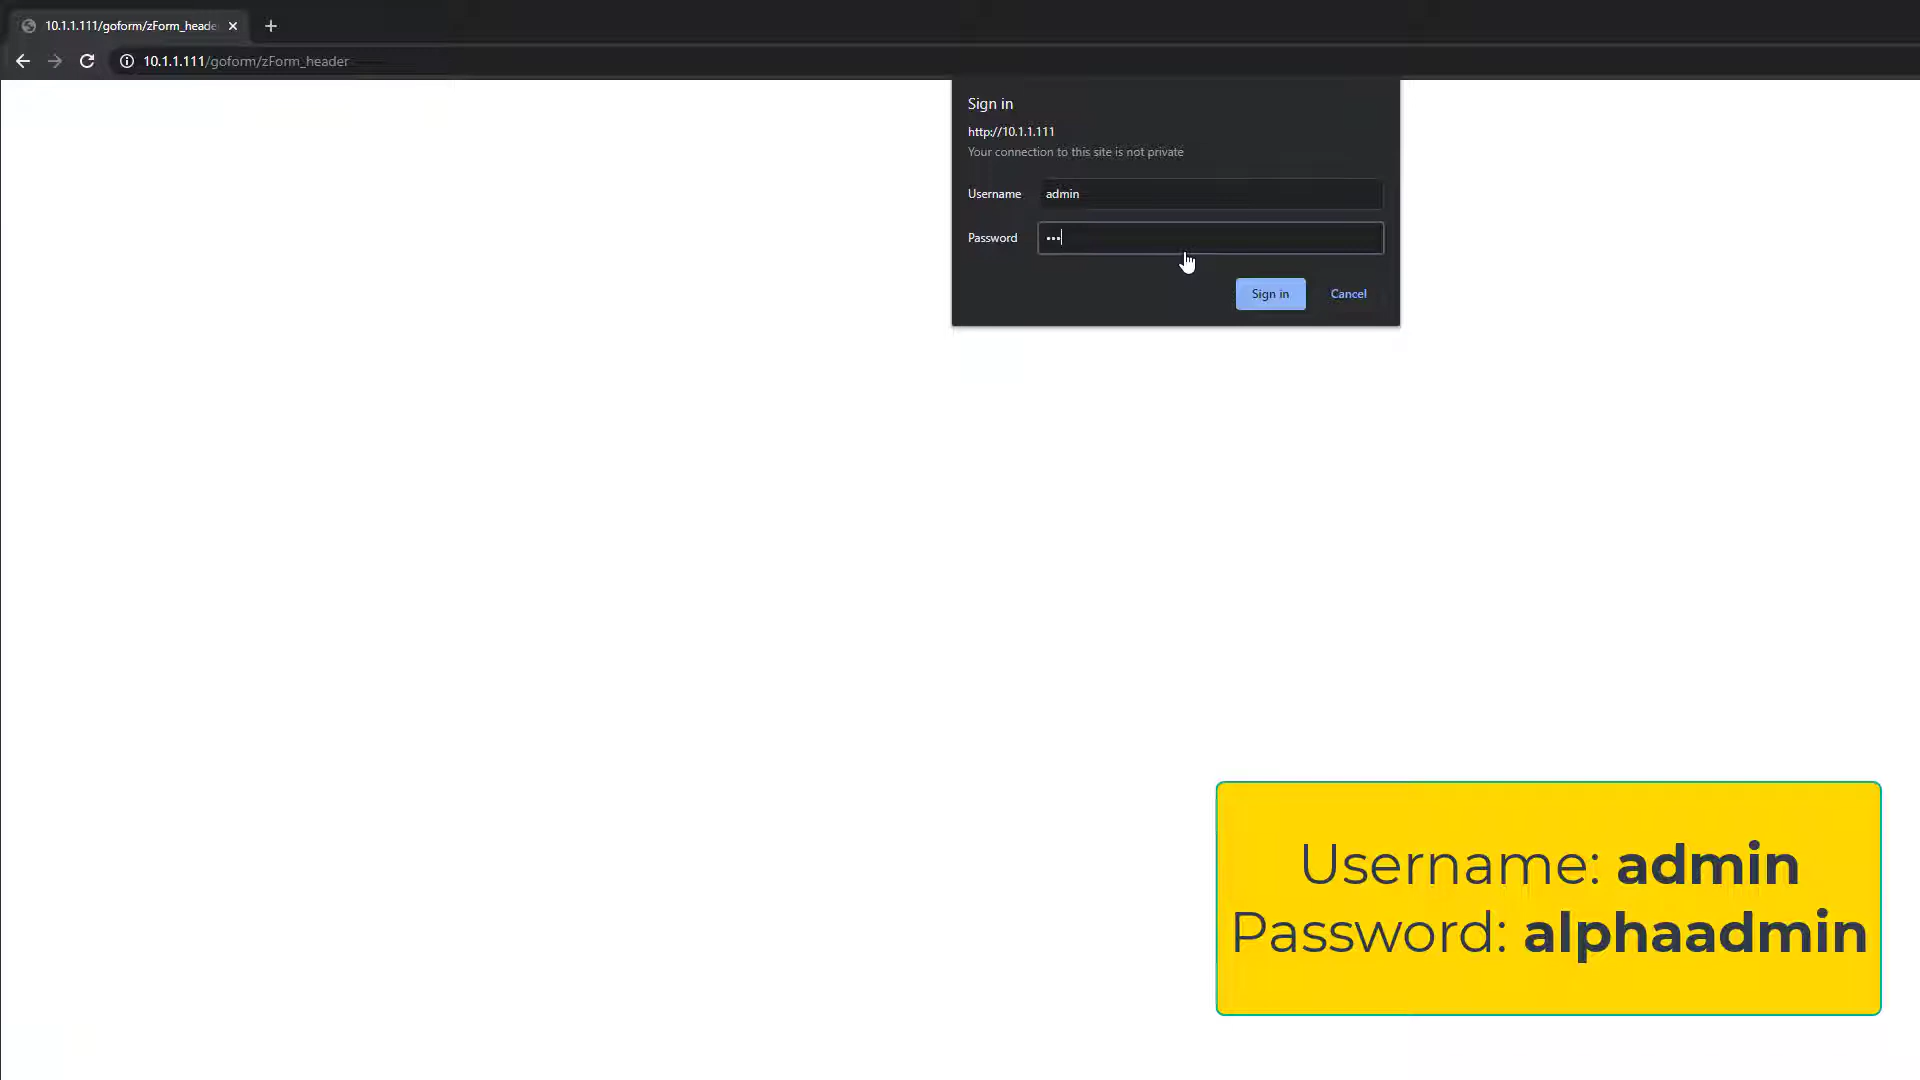 10.1.1.111/goform/zForm_heade
10.1.1.111/goform/zForm_header
Sign in
http://10.1.1.111
Your connection to this site is not private
Username admin
Password •••
Sign in Cancel
Username: admin
Password: alphaadmin